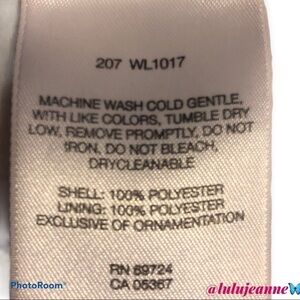 207 WL1017
MACHINE WASH COLD GENTLE,
WITH LIKE COLORS, TUMBLE DRY
LOW, REMOVE PROMPTLY, DO NOT
IRON, DO NOT BLEACH,
DRYCLEANABLE
SHELL: 100% POLYESTER
LINING: 100% POLYESTER
EXCLUSIVE OF ORNAMENTATION
RN 89724
CA 05367
PhotoRoom
@lulujeanne